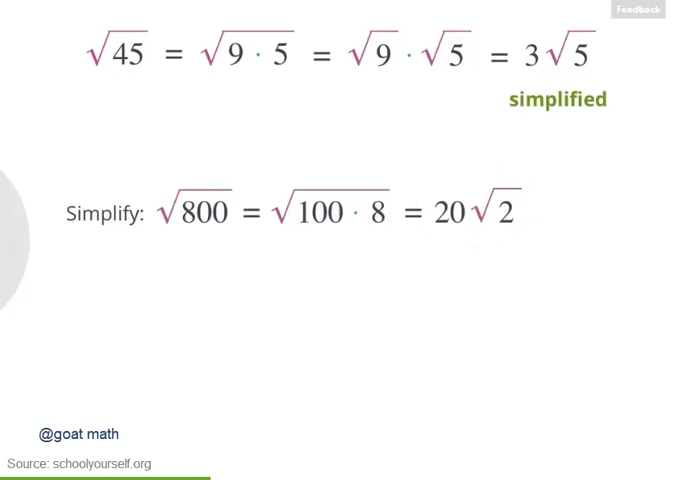 Feedback
√45 = √9 · 5 = √9 · √5 = 3√5
simplified
Simplify: √800 = √100 · 8 = 20√2
@goat math
Source: schoolyourself.org